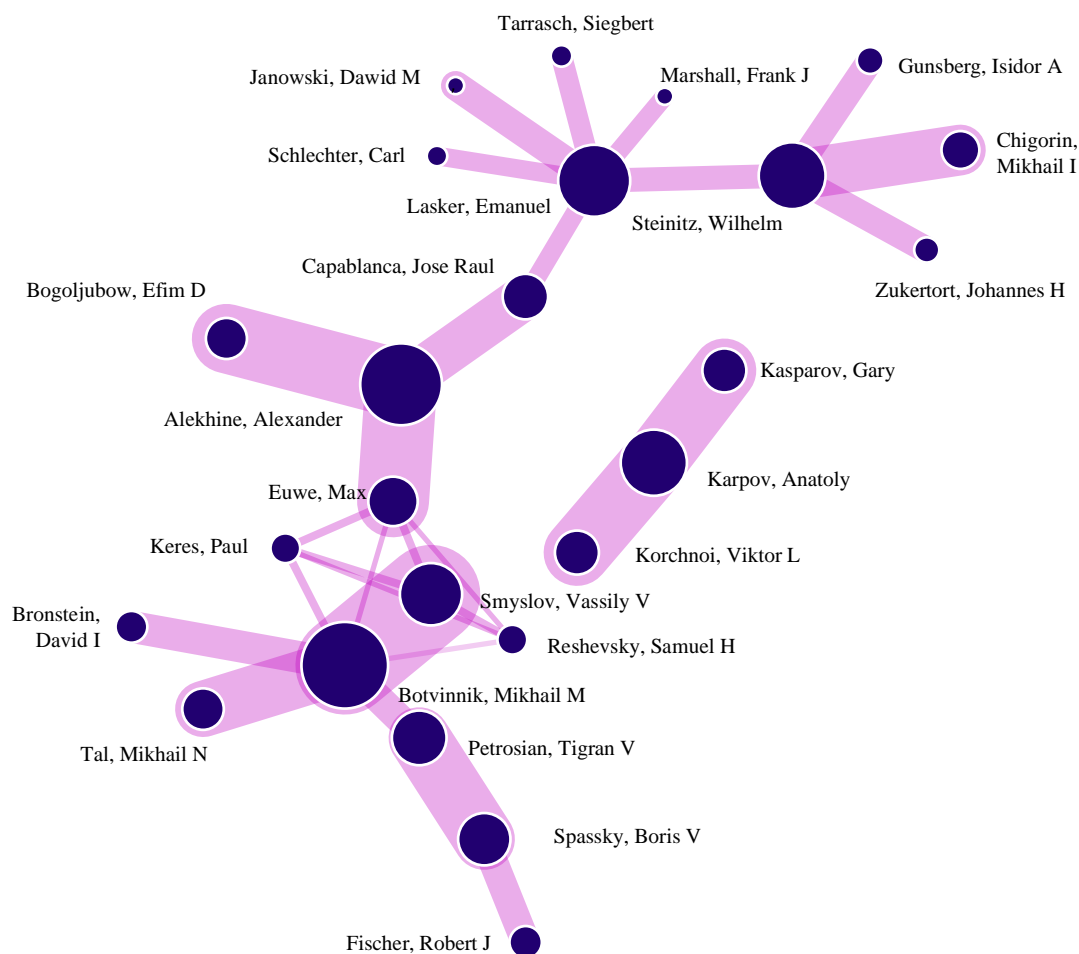 Tarrasch, Siegbert
Janowski, Dawid M
Marshall, Frank J
Gunsberg, Isidor A
Schlechter, Carl
Chigorin,
Mikhail I
Lasker, Emanuel
Steinitz, Wilhelm
Capablanca, Jose Raul
Zukertort, Johannes H
Bogoljubow, Efim D
Kasparov, Gary
Alekhine, Alexander
Karpov, Anatoly
Euwe, Max
Keres, Paul
Korchnoi, Viktor L
Smyslov, Vassily V
Bronstein,
David I
Reshevsky, Samuel H
Botvinnik, Mikhail M
Tal, Mikhail N
Petrosian, Tigran V
Spassky, Boris V
Fischer, Robert J